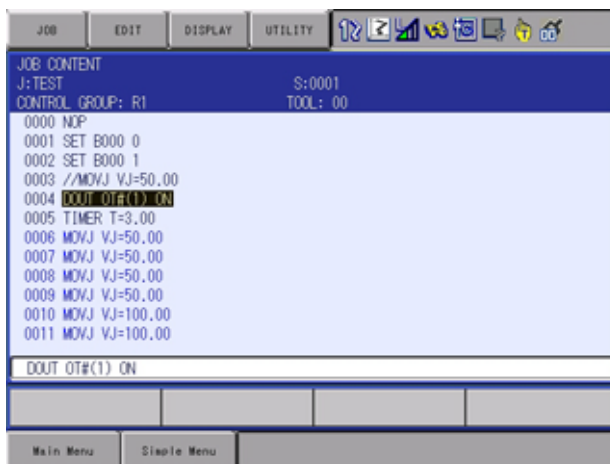 JOB EDIT DISPLAY UTILITY
JOB CONTENT
J:TEST S:0001
CONTROL GROUP: R1 TOOL: 00
0000 NOP
0001 SET B000 0
0002 SET B000 1
0003 //MOVJ VJ=50.00
0004 DOUT OT#(1) ON
0005 TIMER T=3.00
0006 MOVJ VJ=50.00
0007 MOVJ VJ=50.00
0008 MOVJ VJ=50.00
0009 MOVJ VJ=50.00
0010 MOVJ VJ=100.00
0011 MOVJ VJ=100.00
DOUT OT#(1) ON
Main Menu Simple Menu